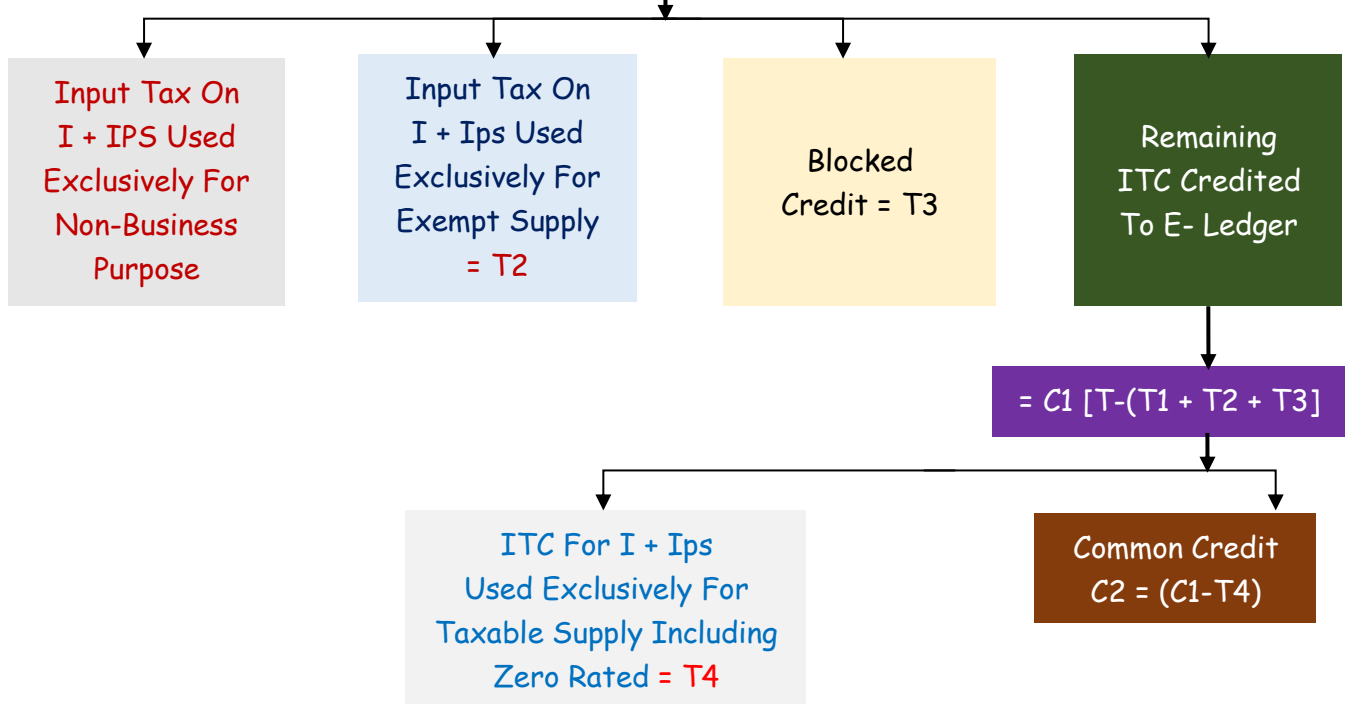 Input Tax On
I + IPS Used
Exclusively For
Non-Business
Purpose
Input Tax On
I + Ips Used
Exclusively For
Exempt Supply
= T2
Blocked
Credit = T3
Remaining
ITC Credited
To E- Ledger
= C1 [T-(T1 + T2 + T3]
ITC For I + Ips
Used Exclusively For
Taxable Supply Including
Zero Rated = T4
Common Credit
C2 = (C1-T4)